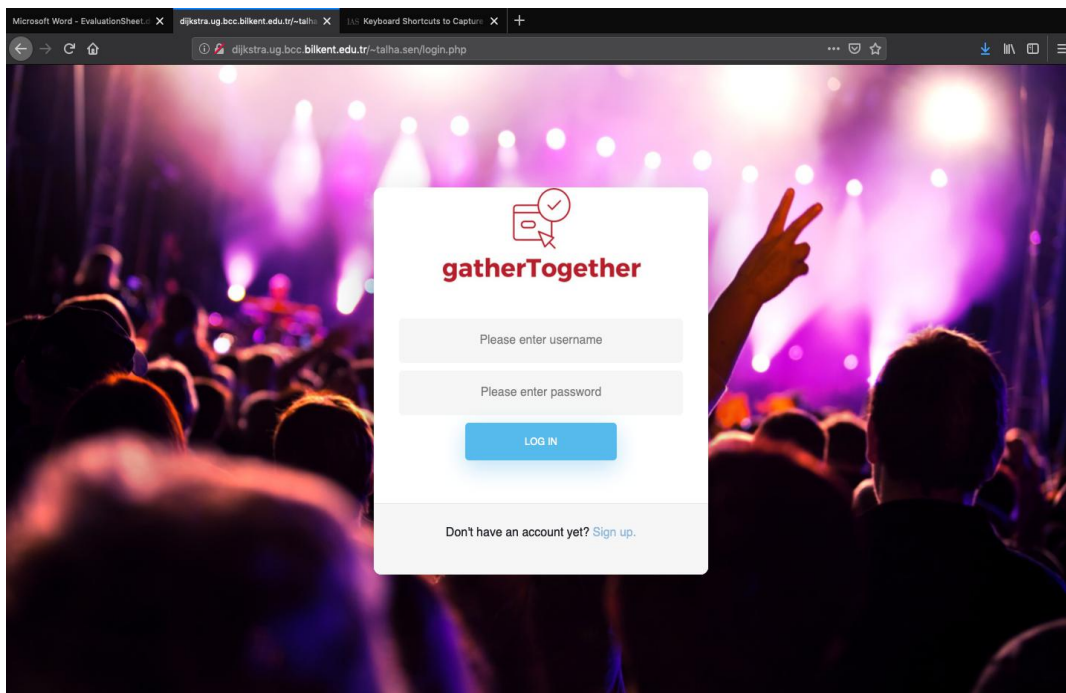 Microsoft Word - EvaluationSheet.d
dijkstra.ug.bcc.bilkent.edu.tr/~talha
IAS Keyboard Shortcuts to Capture
dijkstra.ug.bcc.bilkent.edu.tr/~talha.sen/login.php
gatherTogether
Please enter username
Please enter password
LOG IN
Don't have an account yet? Sign up.